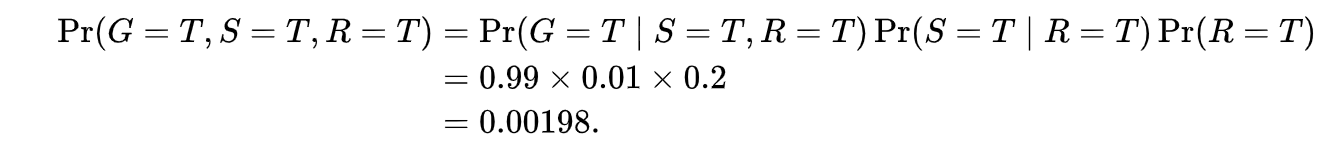 Pr(G = T, S = T, R = T) = Pr(G = T | S = T, R = T) Pr(S = T | R = T) Pr(R = T)
= 0.99 × 0.01 × 0.2
= 0.00198.